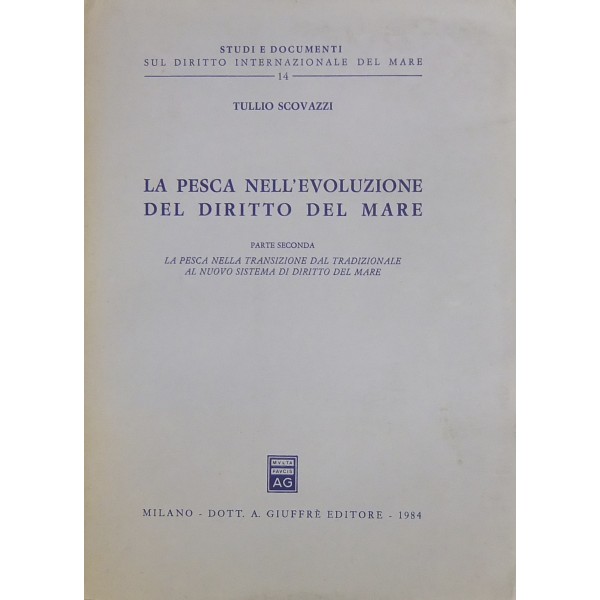 STUDI E DOCUMENTI
SUL DIRITTO INTERNAZIONALE DEL MARE
14
TULLIO SCOVAZZI
LA PESCA NELL'EVOLUZIONE
DEL DIRITTO DEL MARE
PARTE SECONDA
LA PESCA NELLA TRANSIZIONE DAL TRADIZIONALE
AL NUOVO SISTEMA DI DIRITTO DEL MARE
MVLTA
PAVCIS
AG
MILANO - DOTT. A. GIUFFRÈ EDITORE - 1984